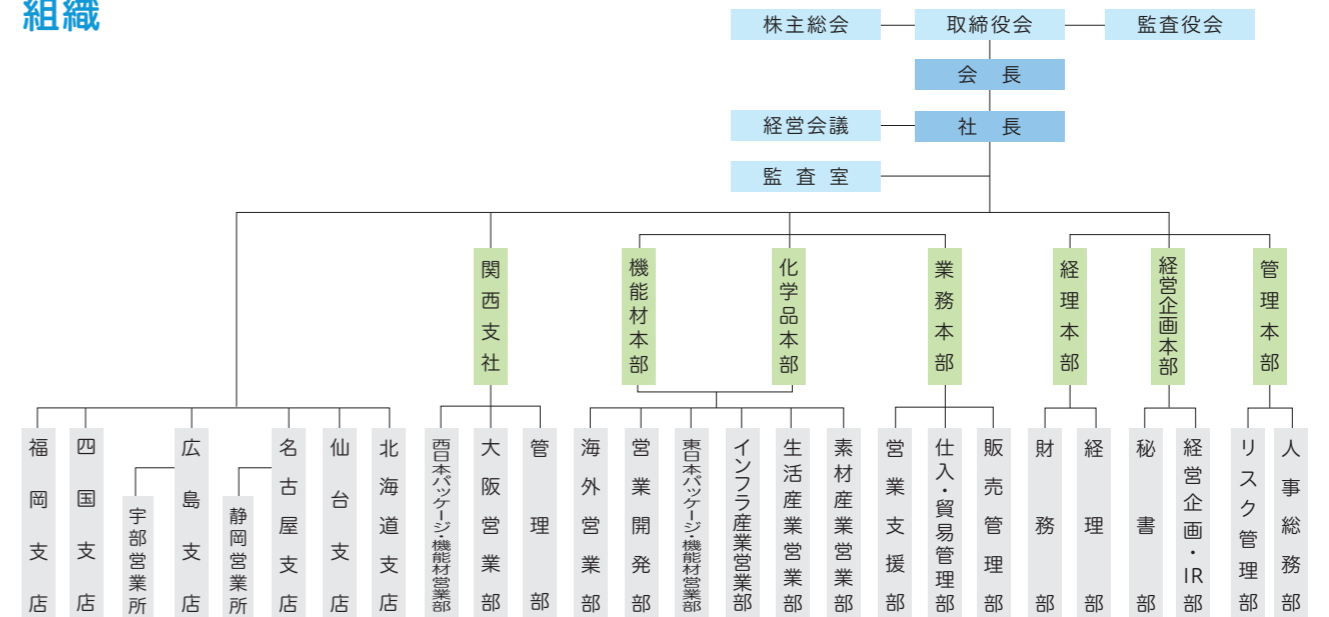 組織
株主総会
取締役会
監査役会
会長
経営会議
社長
監査室
関西支社
機能材本部
化学品本部
業務本部
経理本部
経営企画本部
管理本部
福岡支店
四国支店
宇部営業所
広島支店
静岡営業所
名古屋支店
仙台支店
北海道支店
西日本パッケージ・機能材営業部
大阪営業部
管理部
海外営業部
営業開発部
東日本パッケージ・機能材営業部
インフラ産業営業部
生活産業営業部
素材産業営業部
営業支援部
仕入・貿易管理部
販売管理部
財務部
経理部
秘書部
経営企画・IR部
リスク管理部
人事総務部